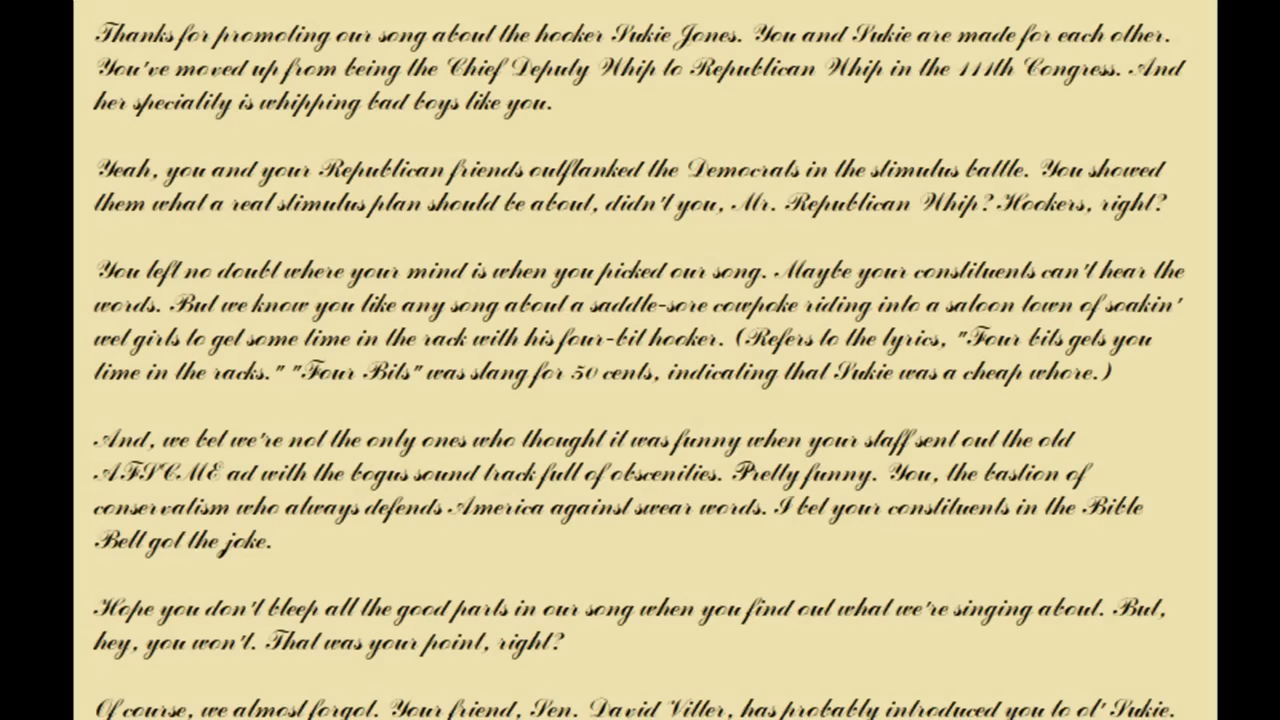 Thanks for promoting our song about the hooker Sukie Jones. You and Sukie are made for each other.
You've moved up from being the Chief Deputy Whip to Republican Whip in the 111th Congress. And
her speciality is whipping bad boys like you.
Yeah, you and your Republican friends outflanked the Democrats in the stimulus battle. You showed
them what a real stimulus plan should be about, didn't you, Mr. Republican Whip? Hookers, right?
You left no doubt where your mind is when you picked our song. Maybe your constituents can't hear the
words. But we know you like any song about a saddle-sore cowpoke riding into a saloon town of soakin'
wet girls to get some time in the rack with his four-bit hooker. (Refers to the lyrics, "Four bits gets you
time in the racks." "Four Bits" was slang for 50 cents, indicating that Sukie was a cheap whore.)
And, we bet we're not the only ones who thought it was funny when your staff sent out the old
AFSCME ad with the bogus sound track full of obscenities. Pretty funny. You, the bastion of
conservatism who always defends America against swear words. I bet your constituents in the Bible
Belt got the joke.
Hope you don't bleep all the good parts in our song when you find out what we're singing about. But,
hey, you won't. That was your point, right?
Of course, we almost forgot. Your friend, Sen. David Vitter, has probably introduced you to ol' Sukie.